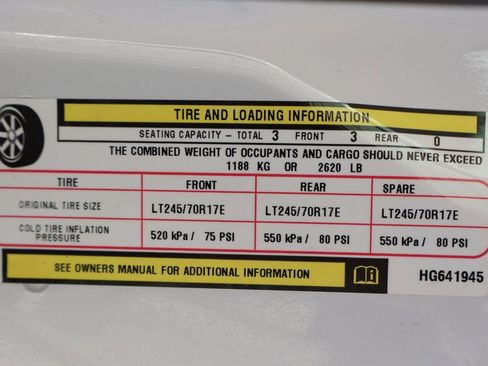 TIRE AND LOADING INFORMATION
SEATING CAPACITY – TOTAL 3 FRONT 3 REAR 0
THE COMBINED WEIGHT OF OCCUPANTS AND CARGO SHOULD NEVER EXCEED
1188 KG OR 2620 LB
TIRE FRONT REAR SPARE
ORIGINAL TIRE SIZE LT245/70R17E LT245/70R17E LT245/70R17E
COLD TIRE INFLATION PRESSURE 520 kPa / 75 PSI 550 kPa / 80 PSI 550 kPa / 80 PSI
SEE OWNERS MANUAL FOR ADDITIONAL INFORMATION HG641945